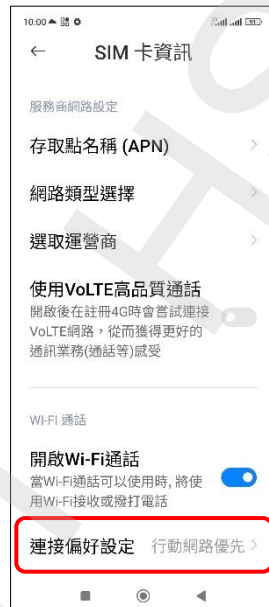 10:00
SIM 卡資訊
服務商網路設定
存取點名稱 (APN)
網路類型選擇
選取運營商
使用VoLTE高品質通話
開啟後在註冊4G時會嘗試連接
VoLTE網路，從而獲得更好的
通訊業務(通話等)感受
WI-FI 通話
開啟Wi-Fi通話
當Wi-Fi通話可以使用時, 將使
用Wi-Fi接收或撥打電話
連接偏好設定 行動網路優先